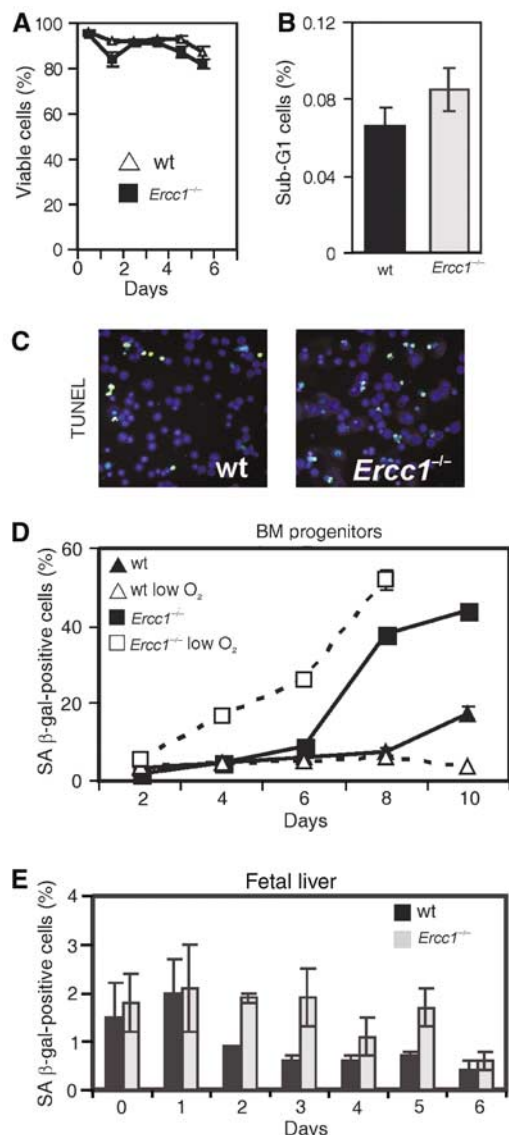 A
Viable cells (%)
100
80
60
40
20
0
wt
Ercc1⁻/⁻
0 2 4 6
Days
B
Sub-G1 cells (%)
0.12
0.08
0.04
0
wt Ercc1⁻/⁻
C
TUNEL
wt
Ercc1⁻/⁻
D
BM progenitors
SA β-gal-positive cells (%)
60
40
20
0
wt
wt low O₂
Ercc1⁻/⁻
Ercc1⁻/⁻ low O₂
2 4 6 8 10
Days
E
Fetal liver
SA β-gal-positive cells (%)
4
3
2
1
0
wt
Ercc1⁻/⁻
0 1 2 3 4 5 6
Days